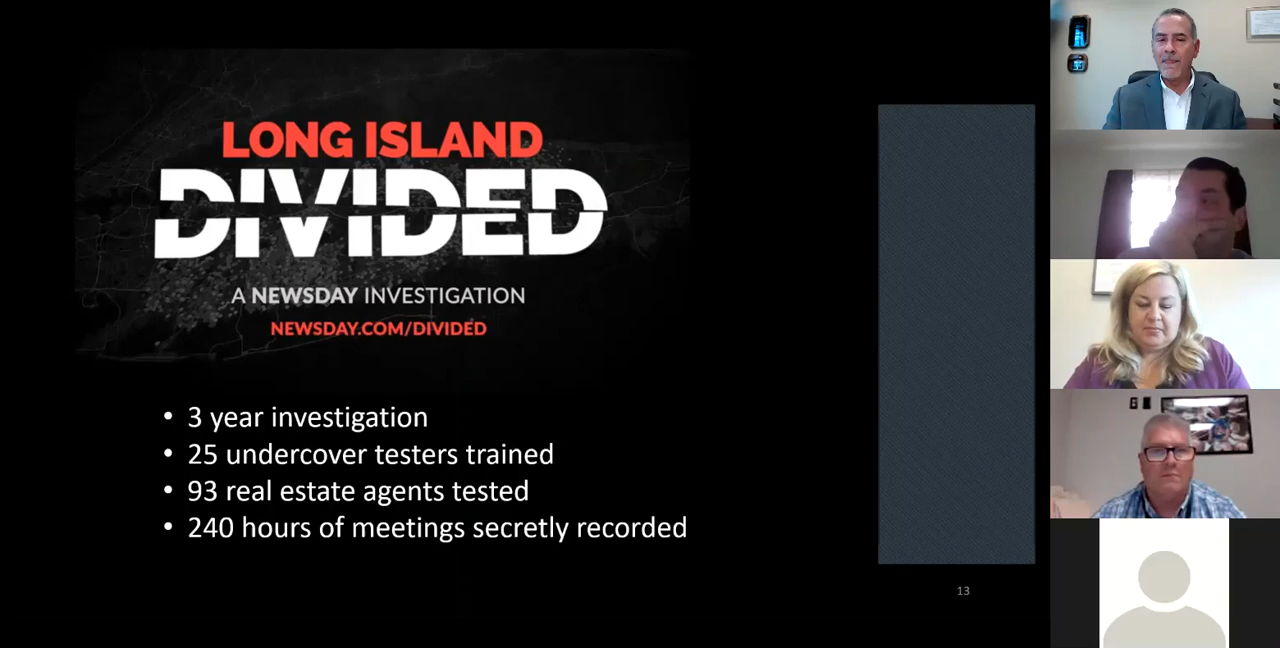 LONG ISLAND
DIVIDED
A NEWSDAY INVESTIGATION
NEWSDAY.COM/DIVIDED
• 3 year investigation
• 25 undercover testers trained
• 93 real estate agents tested
• 240 hours of meetings secretly recorded
13